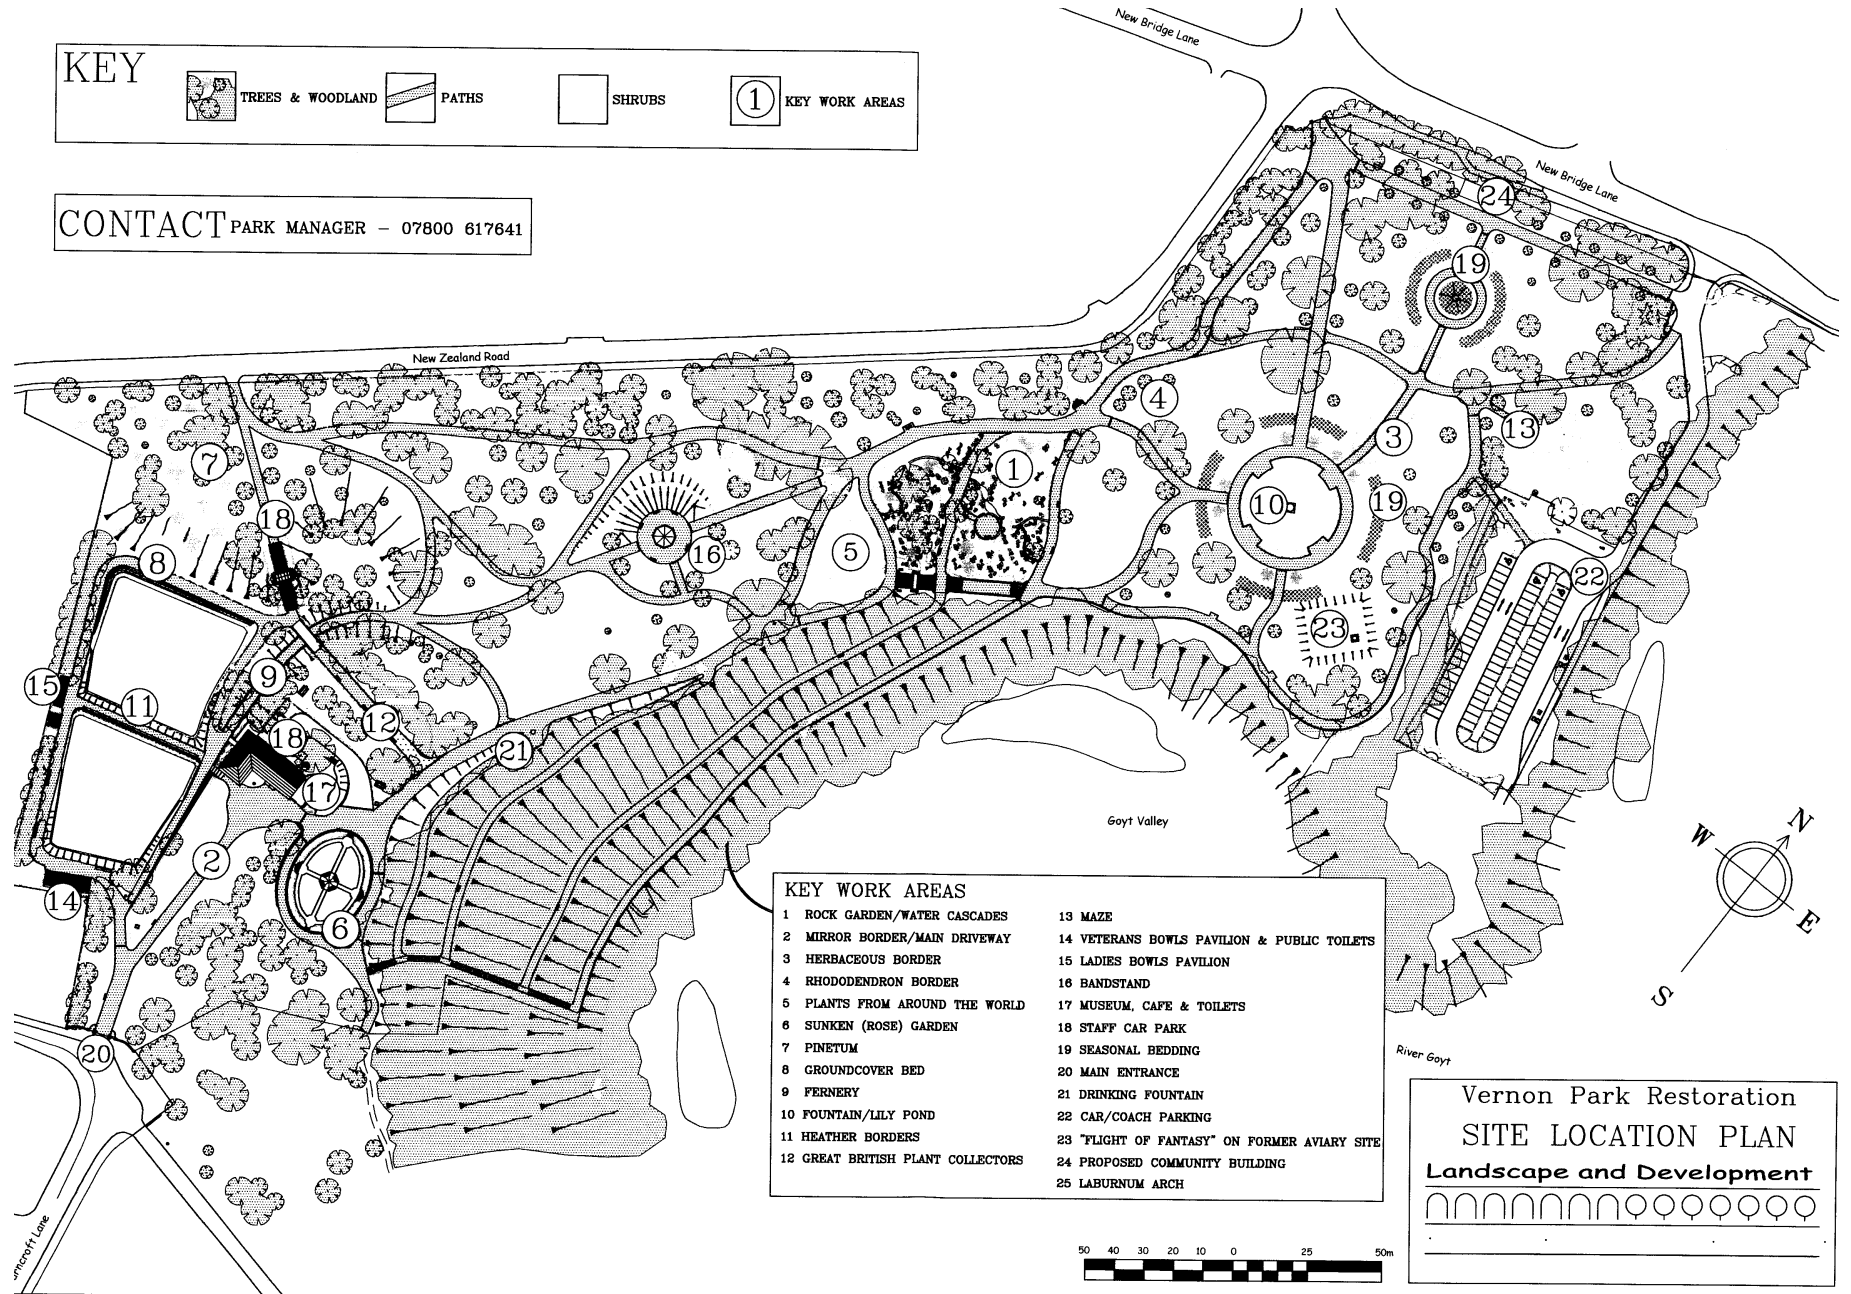 KEY
TREES & WOODLAND
PATHS
SHRUBS
1
KEY WORK AREAS
CONTACT PARK MANAGER - 07800 617641
New Bridge Lane
New Bridge Lane
24
19
New Zealand Road
4
13
3
7
1
10
19
18
16
5
22
8
23
9
15
11
12
18
21
17
2
14
6
20
Goyt Valley
River Goyt
KEY WORK AREAS
1 ROCK GARDEN/WATER CASCADES
2 MIRROR BORDER/MAIN DRIVEWAY
3 HERBACEOUS BORDER
4 RHODODENDRON BORDER
5 PLANTS FROM AROUND THE WORLD
6 SUNKEN (ROSE) GARDEN
7 PINETUM
8 GROUNDCOVER BED
9 FERNERY
10 FOUNTAIN/LILY POND
11 HEATHER BORDERS
12 GREAT BRITISH PLANT COLLECTORS
13 MAZE
14 VETERANS BOWLS PAVILION & PUBLIC TOILETS
15 LADIES BOWLS PAVILION
16 BANDSTAND
17 MUSEUM, CAFE & TOILETS
18 STAFF CAR PARK
19 SEASONAL BEDDING
20 MAIN ENTRANCE
21 DRINKING FOUNTAIN
22 CAR/COACH PARKING
23 "FLIGHT OF FANTASY" ON FORMER AVIARY SITE
24 PROPOSED COMMUNITY BUILDING
25 LABURNUM ARCH
N
W
E
S
Vernon Park Restoration
SITE LOCATION PLAN
Landscape and Development
50 40 30 20 10 0 25 50m